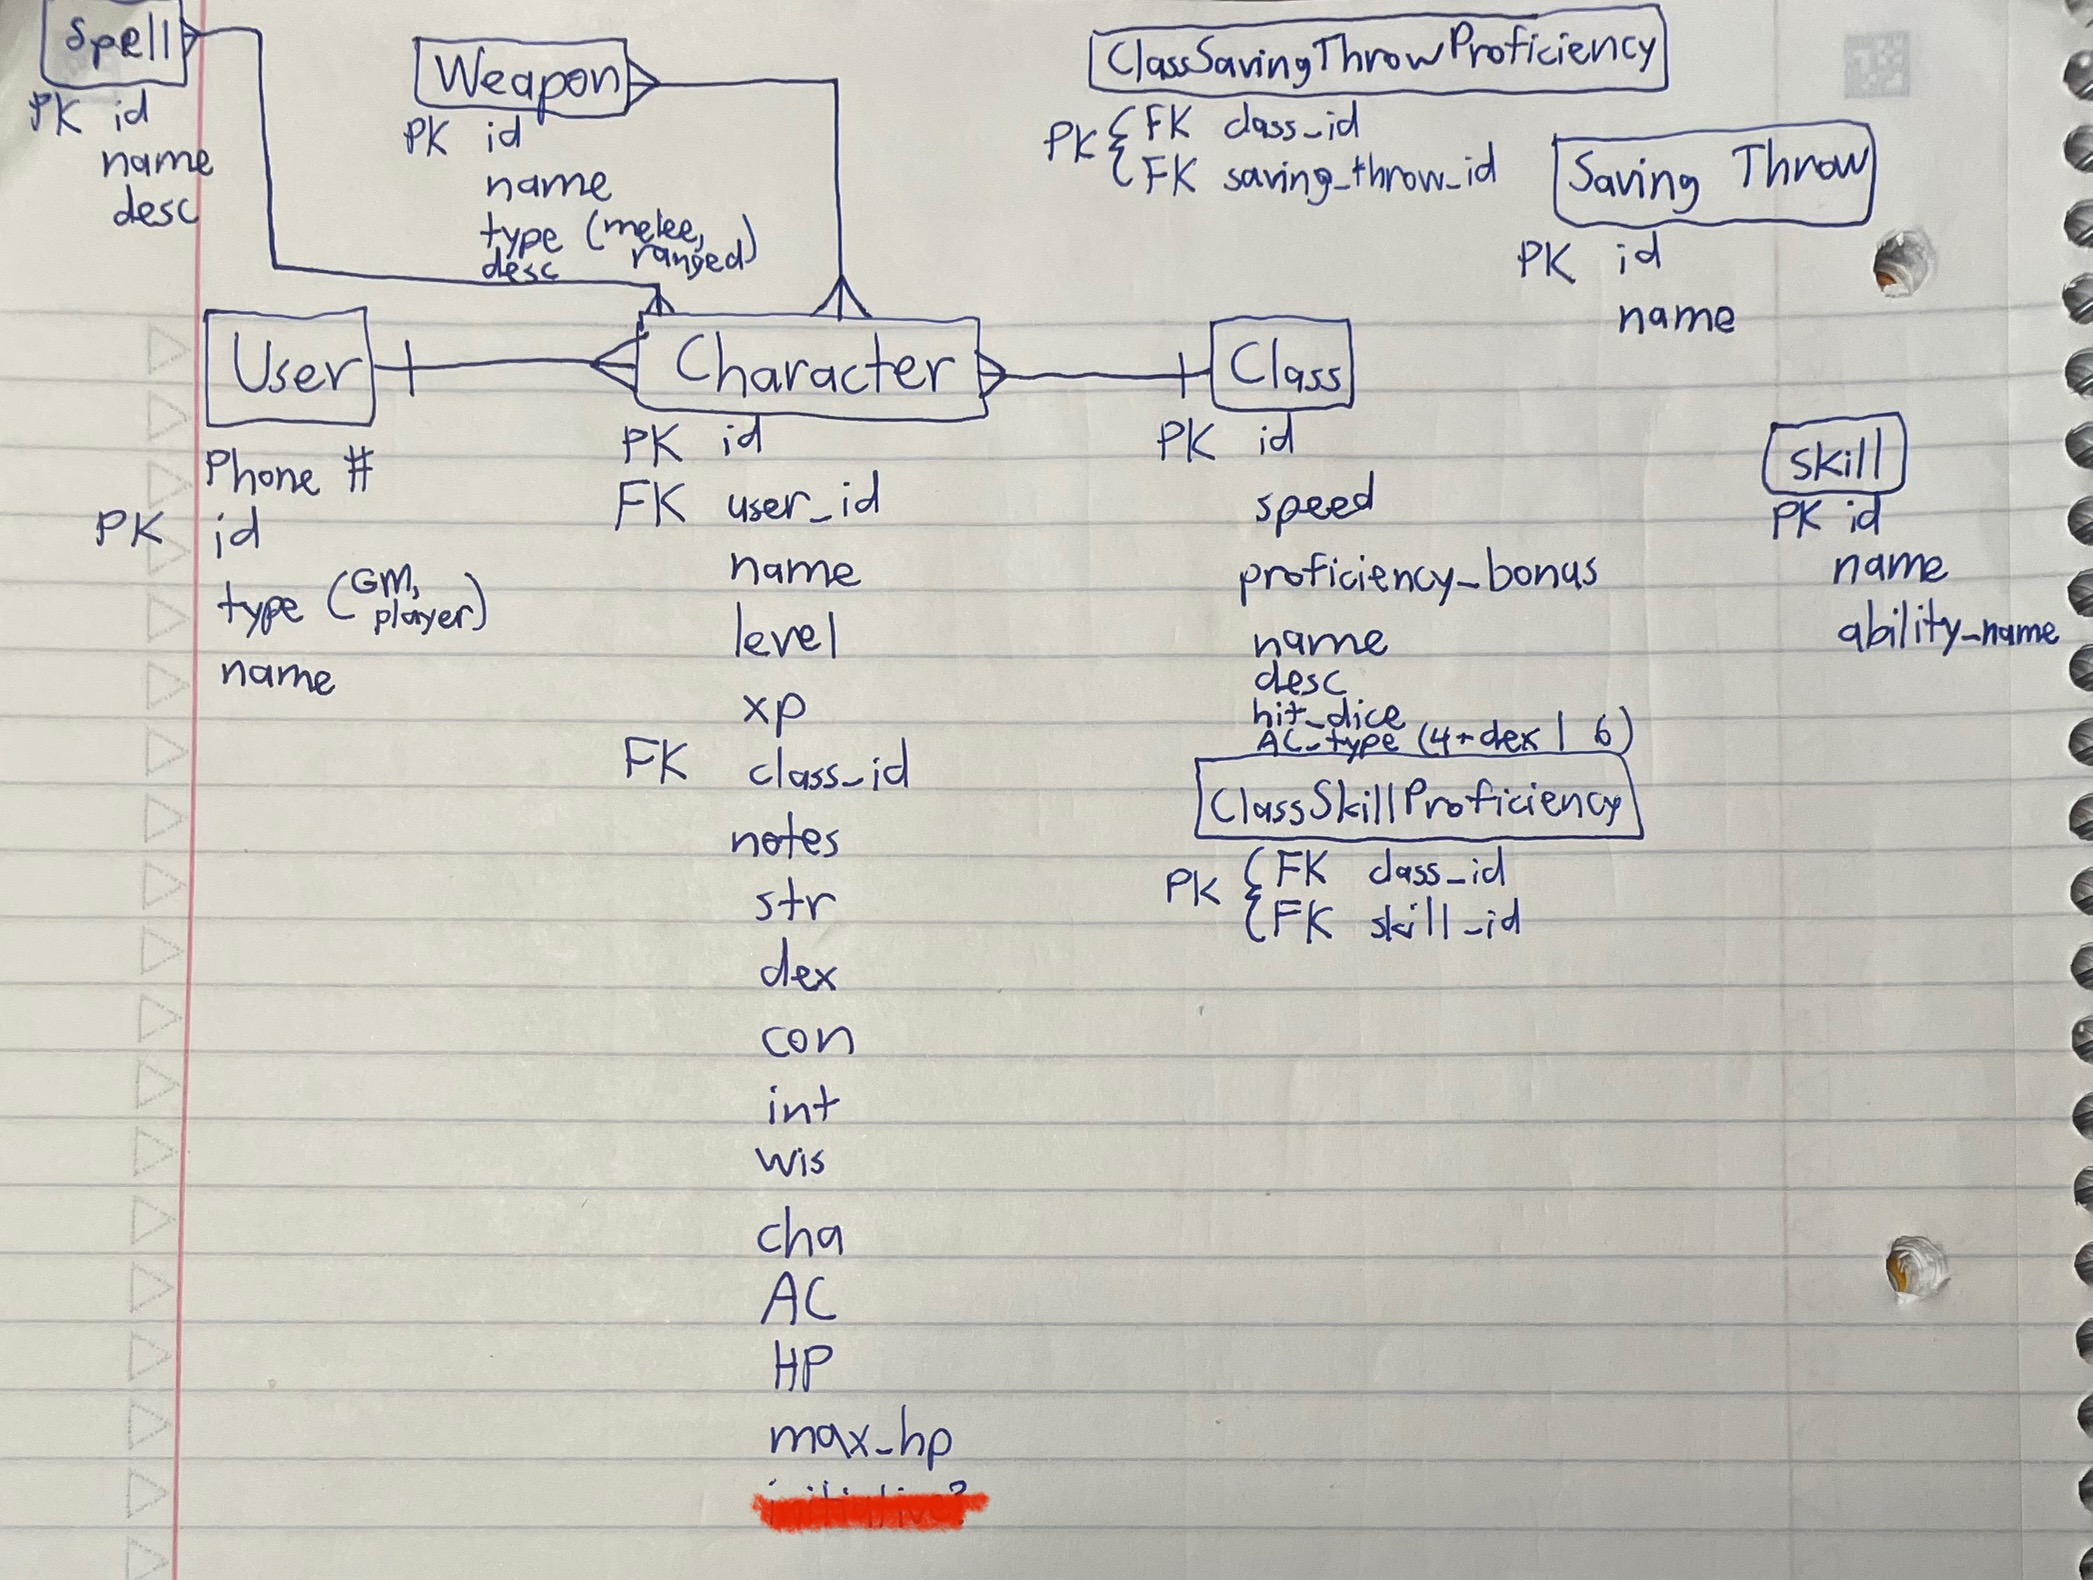 Spell
PK id
name
desc
Weapon
PK id
name
type (melee, ranged)
desc
ClassSavingThrowProficiency
PK { FK class_id
FK saving_throw_id
Saving Throw
PK id
name
User
Phone #
PK id
type (GM, player)
name
Character
PK id
FK user_id
name
level
xp
FK class_id
notes
str
dex
con
int
wis
cha
AC
HP
max_hp
Class
PK id
speed
proficiency_bonus
name
desc
hit_dice
AC_type (4+dex | 6)
ClassSkillProficiency
PK { FK class_id
FK skill_id
Skill
PK id
name
ability_name